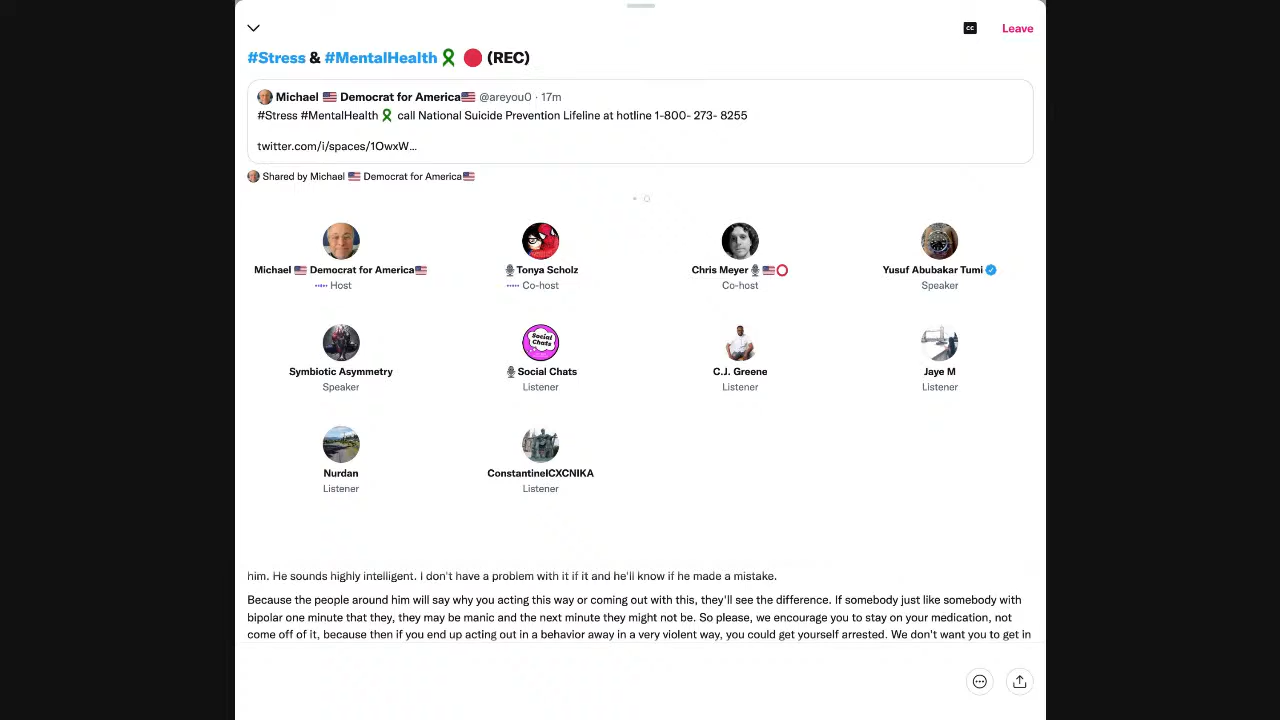 CC
Leave
#Stress & #MentalHealth🎗 🔴 (REC)
Michael 🇺🇸 Democrat for America🇺🇸 @areyou0 · 17m
#Stress #MentalHealth🎗 call National Suicide Prevention Lifeline at hotline 1-800- 273- 8255
twitter.com/i/spaces/1OwxW…
Shared by Michael 🇺🇸 Democrat for America🇺🇸
Michael 🇺🇸 Democrat for America🇺🇸
Host
🎙Tonya Scholz
Co-host
Chris Meyer🎙🇺🇸⭕
Co-host
Yusuf Abubakar Tumi
Speaker
Symbiotic Asymmetry
Speaker
Social Chats
🎙Social Chats
Listener
C.J. Greene
Listener
Jaye M
Listener
Nurdan
Listener
ConstantineICXCNIKA
Listener
him. He sounds highly intelligent. I don't have a problem with it if it and he'll know if he made a mistake.
Because the people around him will say why you acting this way or coming out with this, they'll see the difference. If somebody just like somebody with
bipolar one minute that they, they may be manic and the next minute they might not be. So please, we encourage you to stay on your medication, not
come off of it, because then if you end up acting out in a behavior away in a very violent way, you could get yourself arrested. We don't want you to get in